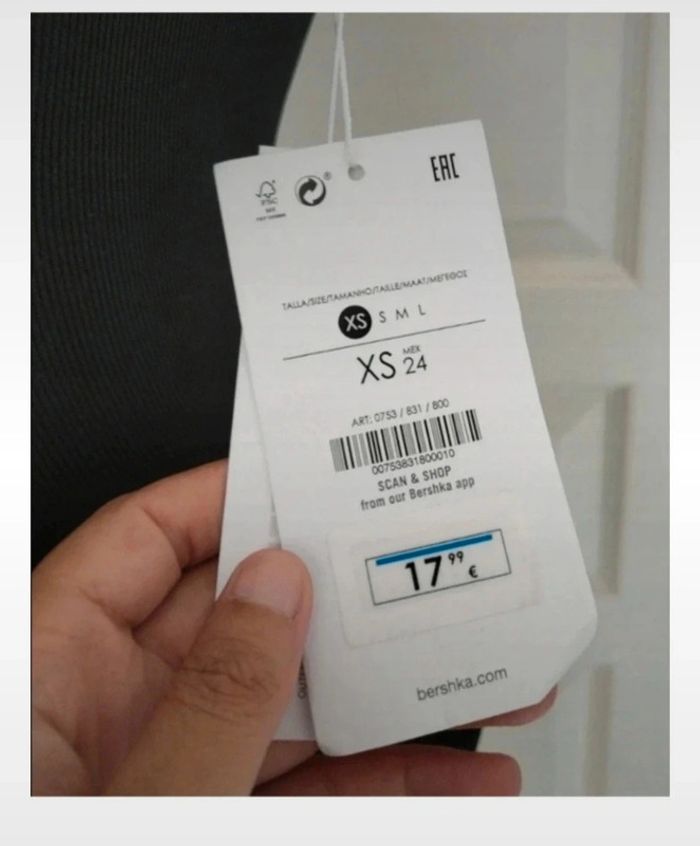 FSC
®
EAC
TALLA/SIZE/TAMANHO/TAILLE/MAAT/ΜΕΓΕΘΟΣ
XS S M L
XS MEX 24
ART: 0753 / 831 / 800
00753831800010
SCAN & SHOP
from our Bershka app
17 99 €
bershka.com